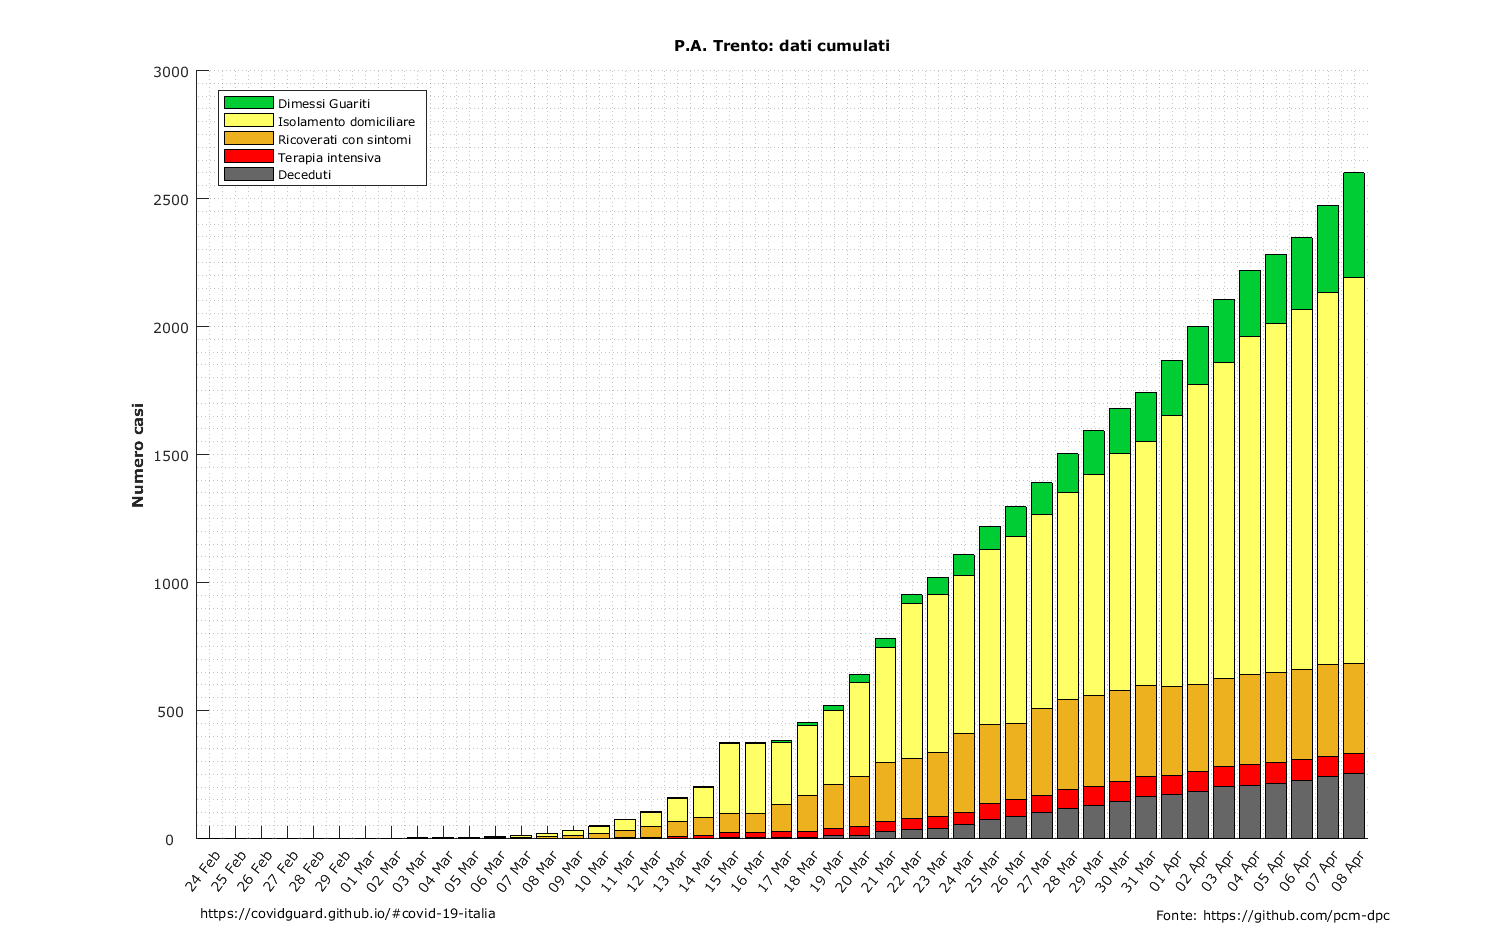 P.A. Trento: dati cumulati
Numero casi
3000
2500
2000
1500
1000
500
0
Dimessi Guariti
Isolamento domiciliare
Ricoverati con sintomi
Terapia intensiva
Deceduti
24 Feb
25 Feb
26 Feb
27 Feb
28 Feb
29 Feb
01 Mar
02 Mar
03 Mar
04 Mar
05 Mar
06 Mar
07 Mar
08 Mar
09 Mar
10 Mar
11 Mar
12 Mar
13 Mar
14 Mar
15 Mar
16 Mar
17 Mar
18 Mar
19 Mar
20 Mar
21 Mar
22 Mar
23 Mar
24 Mar
25 Mar
26 Mar
27 Mar
28 Mar
29 Mar
30 Mar
31 Mar
01 Apr
02 Apr
03 Apr
04 Apr
05 Apr
06 Apr
07 Apr
08 Apr
https://covidguard.github.io/#covid-19-italia
Fonte: https://github.com/pcm-dpc